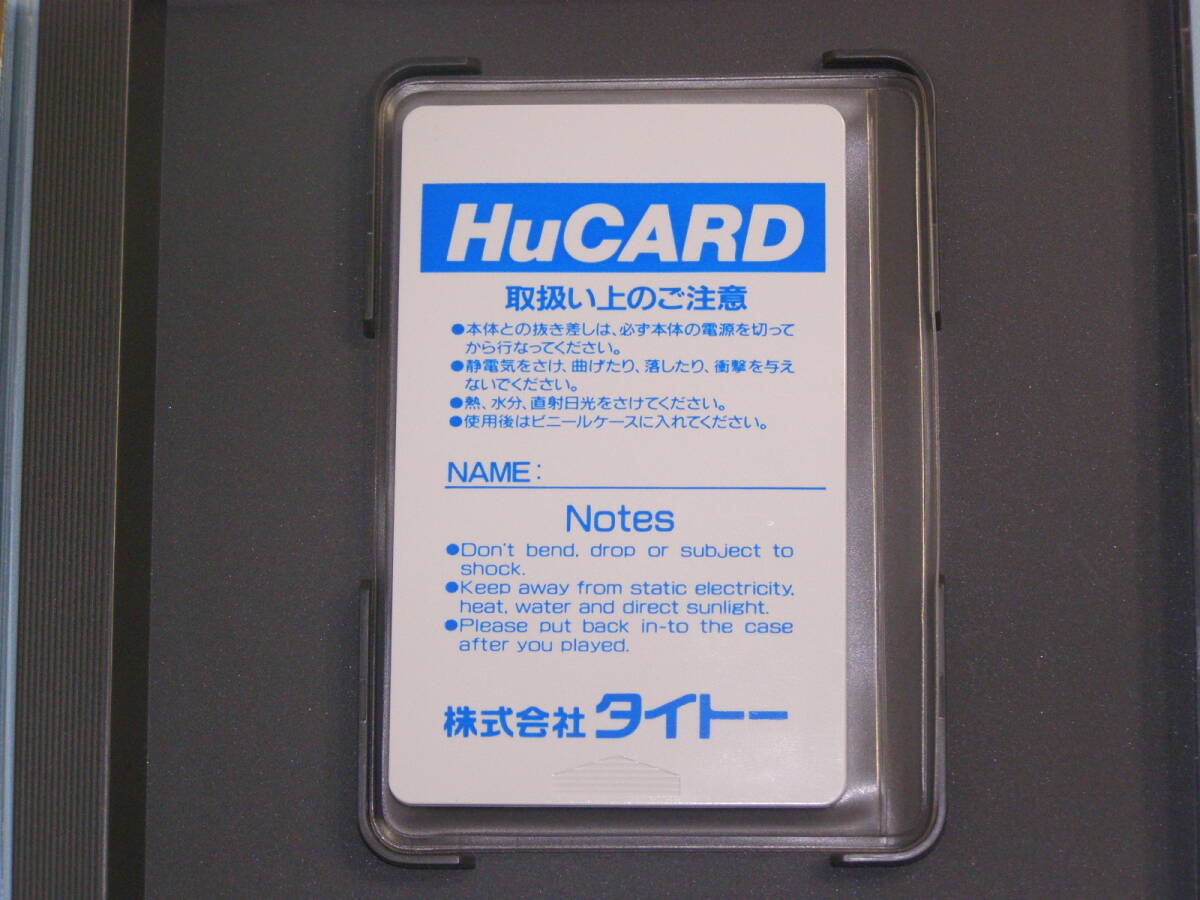 HuCARD
取扱い上のご注意
●本体との抜き差しは、必ず本体の電源を切って
から行なってください。
●静電気をさけ、曲げたり、落したり、衝撃を与え
ないでください。
●熱、水分、直射日光をさけてください。
●使用後はビニールケースに入れてください。
NAME:
Notes
●Don't bend, drop or subject to
shock.
●Keep away from static electricity,
heat, water and direct sunlight.
●Please put back in-to the case
after you played.
株式会社 タイトー